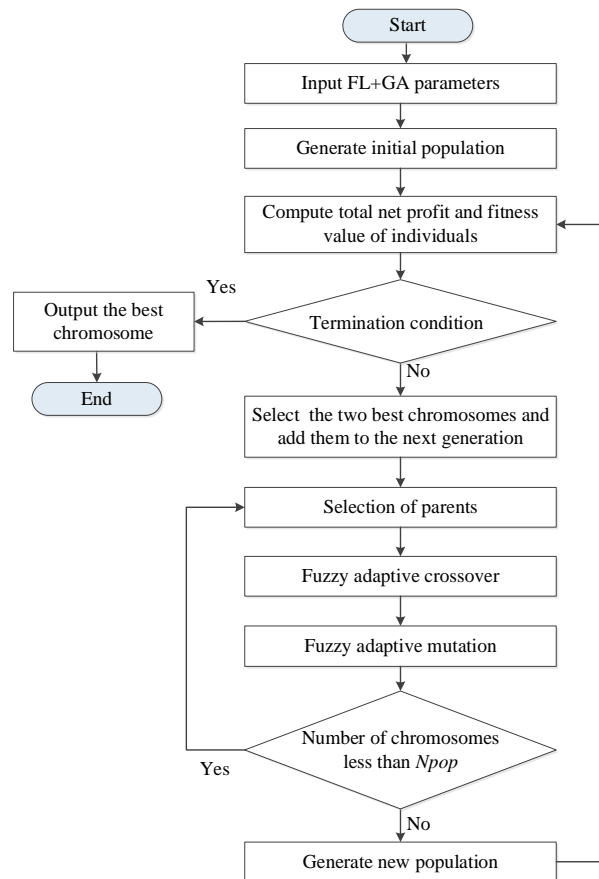 Start
Input FL+GA parameters
Generate initial population
Compute total net profit and fitness
value of individuals
Yes
Output the best
chromosome
Termination condition
End
No
Select the two best chromosomes and
add them to the next generation
Selection of parents
Fuzzy adaptive crossover
Fuzzy adaptive mutation
Number of chromosomes
less than Npop
Yes
No
Generate new population